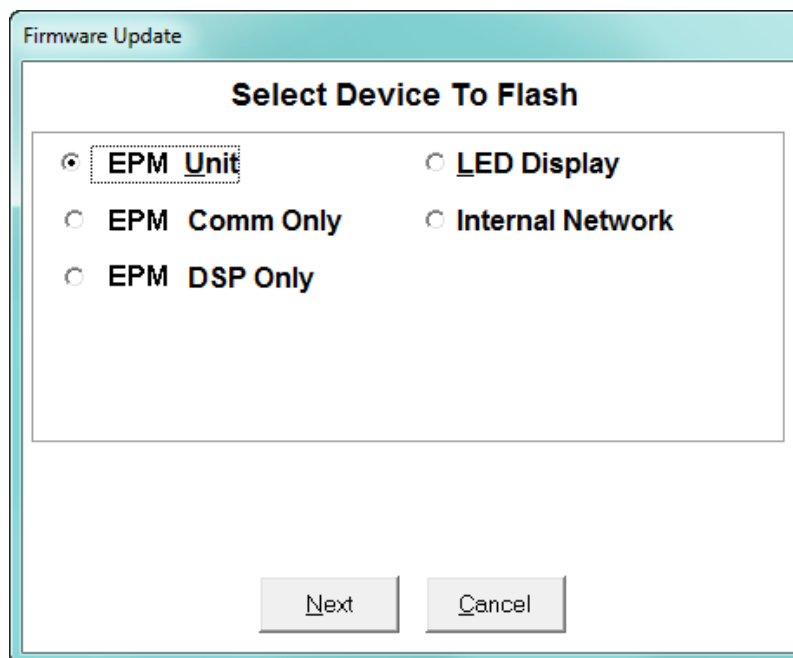 Firmware Update
Select Device To Flash
EPM Unit
LED Display
EPM Comm Only
Internal Network
EPM DSP Only
Next
Cancel